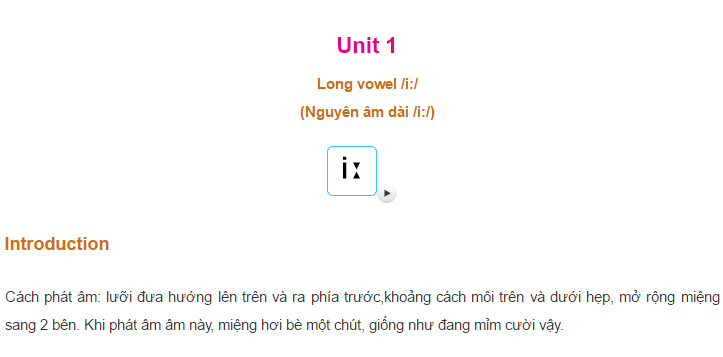 Unit 1
Long vowel /i:/
(Nguyên âm dài /i:/)
iː
Introduction
Cách phát âm: lưỡi đưa hướng lên trên và ra phía trước,khoảng cách môi trên và dưới hẹp, mở rộng miệng
sang 2 bên. Khi phát âm âm này, miệng hơi bè một chút, giống như đang mỉm cười vậy.